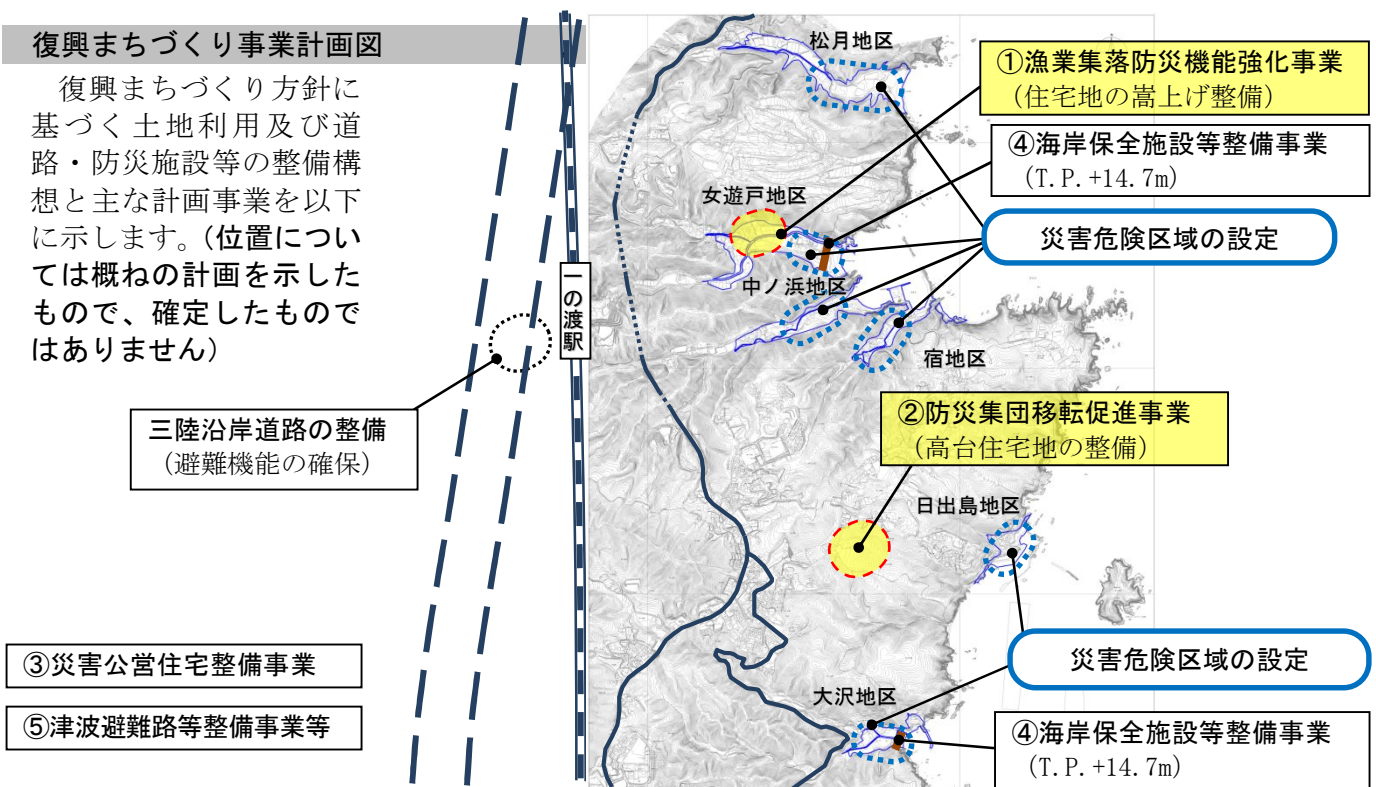 復興まちづくり事業計画図
復興まちづくり方針に
基づく土地利用及び道
路・防災施設等の整備構
想と主な計画事業を以下
に示します。(位置につい
ては概ねの計画を示した
もので、確定したもので
はありません)
三陸沿岸道路の整備
(避難機能の確保)
③災害公営住宅整備事業
⑤津波避難路等整備事業等
一の渡駅
松月地区
①漁業集落防災機能強化事業
(住宅地の嵩上げ整備)
④海岸保全施設等整備事業
(T.P.+14.7m)
女遊戸地区
災害危険区域の設定
中ノ浜地区
宿地区
②防災集団移転促進事業
(高台住宅地の整備)
日出島地区
災害危険区域の設定
大沢地区
④海岸保全施設等整備事業
(T.P.+14.7m)